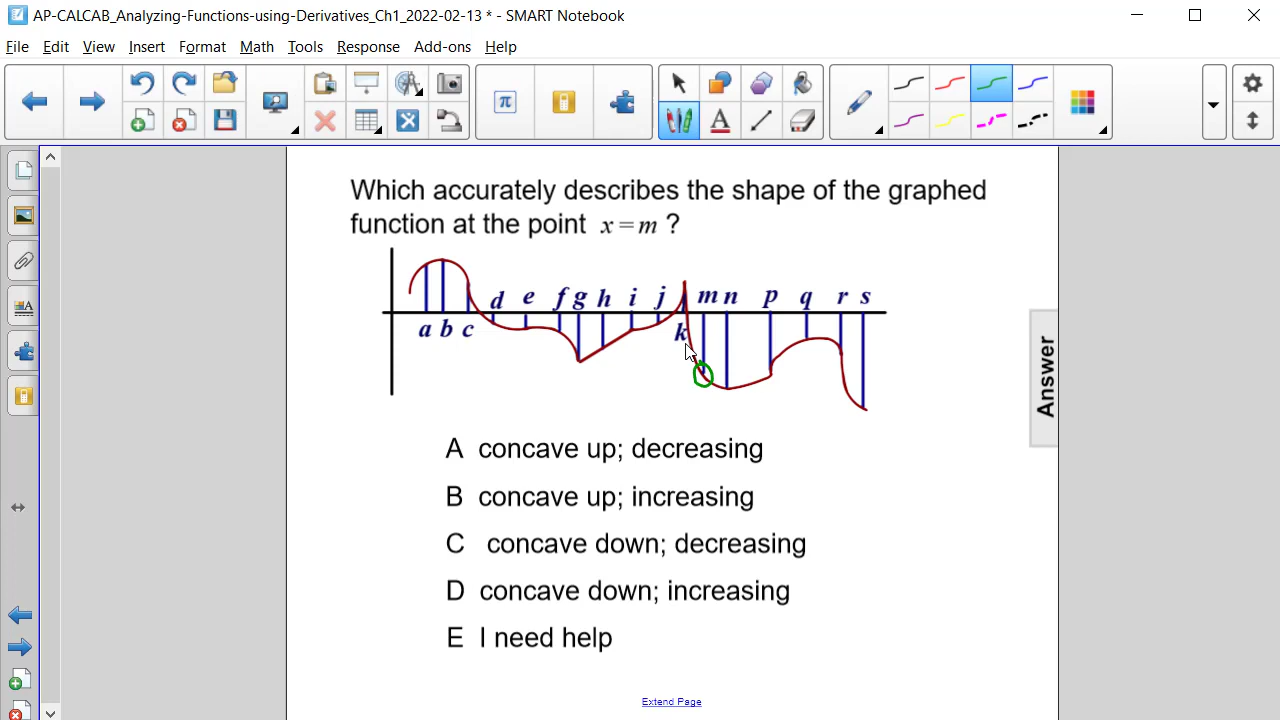 AP-CALCAB_Analyzing-Functions-using-Derivatives_Ch1_2022-02-13 * - SMART Notebook
File Edit View Insert Format Math Tools Response Add-ons Help
π
A
Which accurately describes the shape of the graphed
function at the point x = m ?
d e f g h i j m n p q r s
a b c k
Answer
A concave up; decreasing
B concave up; increasing
C concave down; decreasing
D concave down; increasing
E I need help
Extend Page